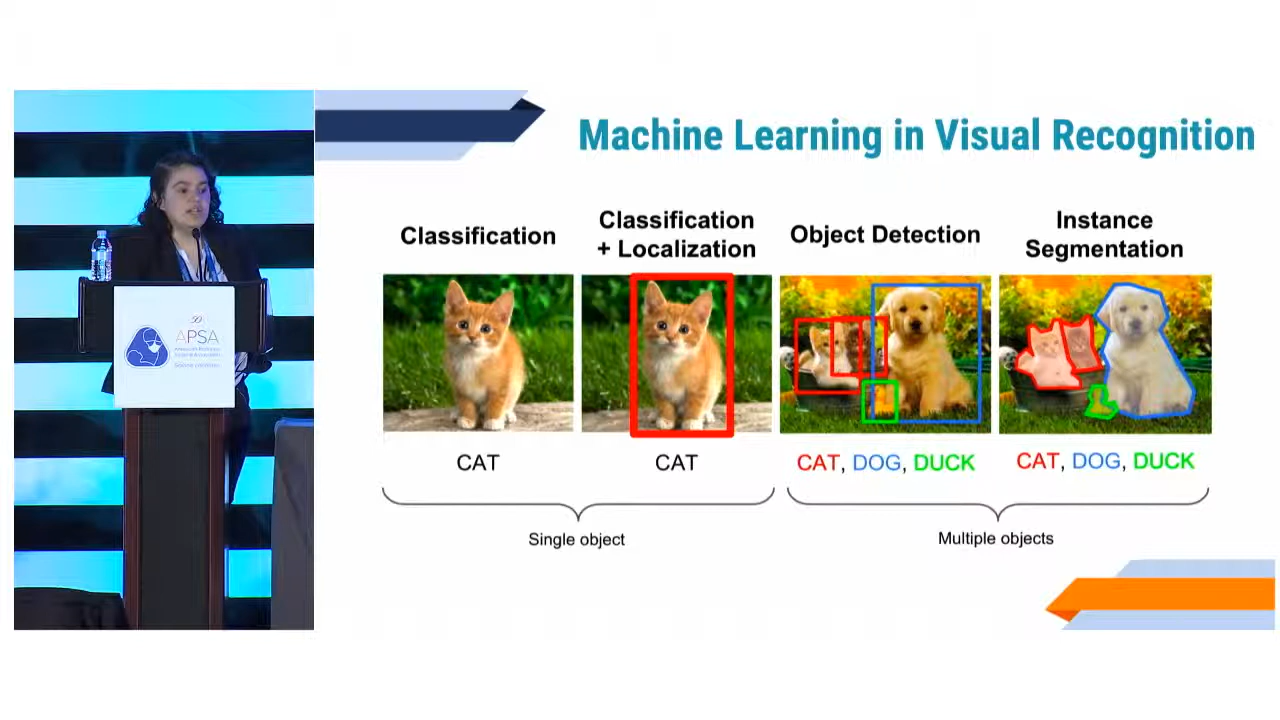 Machine Learning in Visual Recognition
Classification
Classification
+ Localization
Object Detection
Instance
Segmentation
CAT
CAT
CAT, DOG, DUCK
CAT, DOG, DUCK
Single object
Multiple objects
APSA